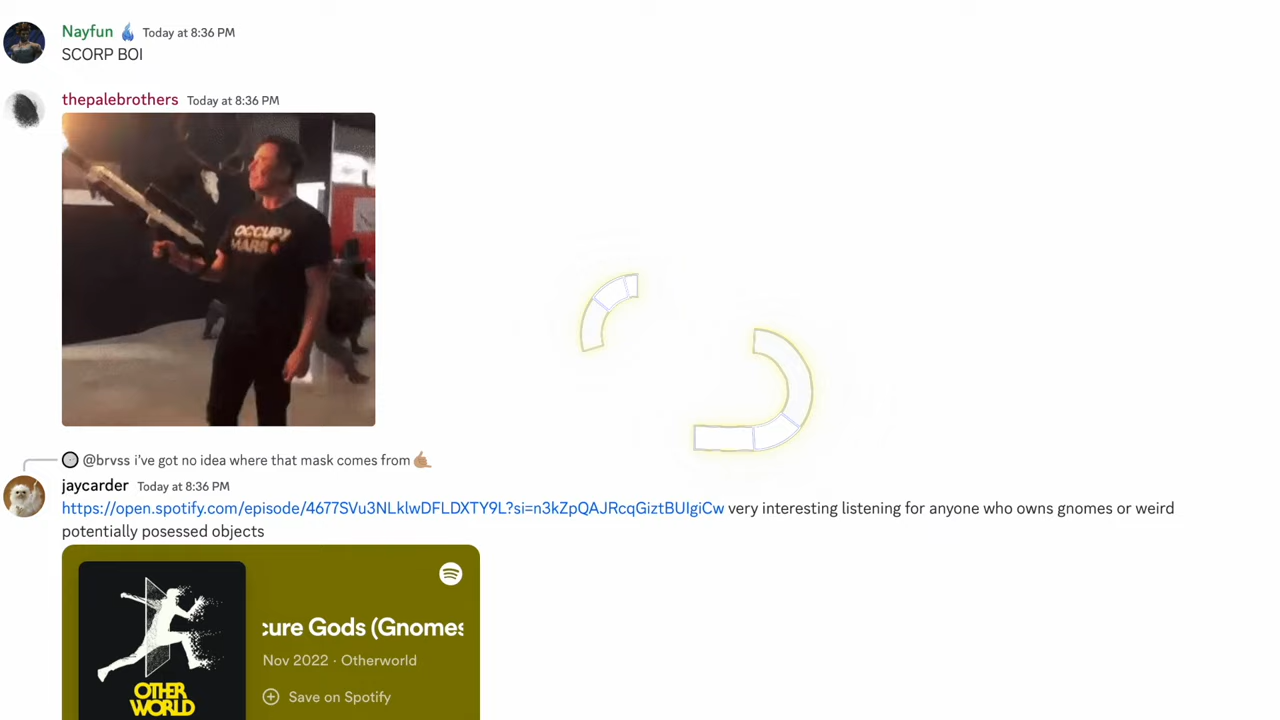 Nayfun Today at 8:36 PM
SCORP BOI
thepalebrothers Today at 8:36 PM
OCCUPY
MARS
@brvss i've got no idea where that mask comes from
jaycarder Today at 8:36 PM
https://open.spotify.com/episode/4677SVu3NLklwDFLDXTY9L?si=n3kZpQAJRcqGiztBUIgiCw very interesting listening for anyone who owns gnomes or weird
potentially posessed objects
cure Gods (Gnomes
Nov 2022 · Otherworld
Save on Spotify
OTHER
WORLD